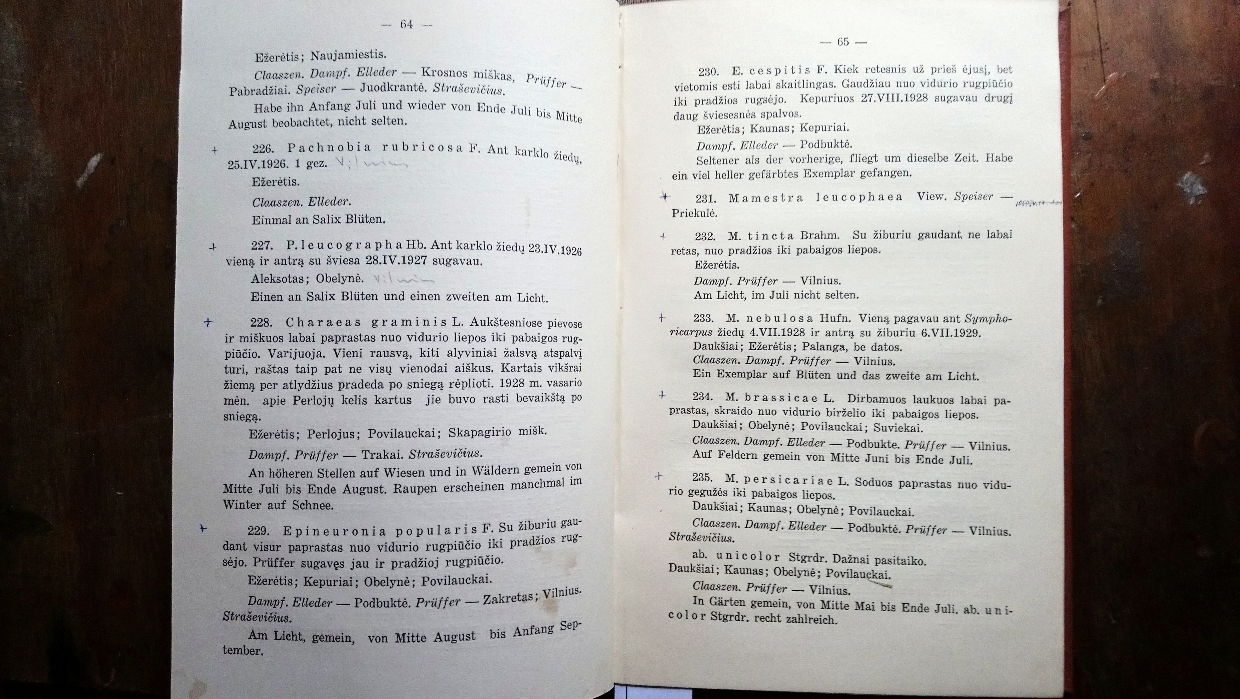 — 64 —
Ežerėtis; Naujamiestis.
Claaszen. Dampf. Elleder — Krosnos miškas, Prüffer —
Pabradžiai. Speiser — Juodkrantė. Straševičius.
Habe ihn Anfang Juli und wieder von Ende Juli bis Mitte
August beobachtet, nicht selten.
+ 226. Pachnobia rubricosa F. Ant karklo žiedų,
25.IV.1926. 1 gez. Vilnius
Ežerėtis.
Claaszen. Elleder.
Einmal an Salix Blüten.
+ 227. P. leucographa Hb. Ant karklo žiedų 23.IV.1926
vieną ir antrą su šviesa 28.IV.1927 sugavau.
Aleksotas; Obelynė. Vilnius
Einen an Salix Blüten und einen zweiten am Licht.
+ 228. Charaeas graminis L. Aukštesniose pievose
ir miškuos labai paprastas nuo vidurio liepos iki pabaigos rug-
piūčio. Varijuoja. Vieni rausvą, kiti alyviniai žalsvą atspalvį
turi, raštas taip pat ne visų vienodai aiškus. Kartais vikšrai
žiemą per atlydžius pradeda po sniegą rėplioti. 1928 m. vasario
mėn. apie Perlojų kelis kartus jie buvo rasti bevaikštą po
sniegą.
Ežerėtis; Perlojus; Povilauckai; Skapagirio mišk.
Dampf. Prüffer — Trakai. Straševičius.
An höheren Stellen auf Wiesen und in Wäldern gemein von
Mitte Juli bis Ende August. Raupen erscheinen manchmal im
Winter auf Schnee.
+ 229. Epineuronia popularis F. Su žiburiu gau-
dant visur paprastas nuo vidurio rugpiūčio iki pradžios rug-
sėjo. Prüffer sugavęs jau ir pradžioj rugpiūčio.
Ežerėtis; Kepuriai; Obelynė; Povilauckai.
Dampf. Elleder — Podbuktė. Prüffer — Zakretas; Vilnius.
Straševičius.
Am Licht, gemein, von Mitte August bis Anfang Sep-
tember.
— 65 —
230. E. cespitis F. Kiek retesnis už prieš ėjusį, bet
vietomis esti labai skaitlingas. Gaudžiau nuo vidurio rugpiūčio
iki pradžios rugsėjo. Kepuriuos 27.VIII.1928 sugavau drugį
daug šviesesnės spalvos.
Ežerėtis; Kaunas; Kepuriai.
Dampf. Elleder — Podbuktė.
Seltener als der vorherige, fliegt um dieselbe Zeit. Habe
ein viel heller gefärbtes Exemplar gefangen.
+ 231. Mamestra leucophaea View. Speiser —
Priekulė.
+ 232. M. tincta Brahm. Su žiburiu gaudant, ne labai
retas, nuo pradžios iki pabaigos liepos.
Ežerėtis.
Dampf. Prüffer — Vilnius.
Am Licht, im Juli nicht selten.
+ 233. M. nebulosa Hufn. Vieną pagavau ant Sympho-
ricarpus žiedų 4.VII.1928 ir antrą su žiburiu 6.VII.1929.
Daukšiai; Ežerėtis; Palanga, be datos.
Claaszen. Dampf. Prüffer — Vilnius.
Ein Exemplar auf Blüten und das zweite am Licht.
+ 234. M. brassicae L. Dirbamuos laukuos labai pa-
prastas, skraido nuo vidurio birželio iki pabaigos liepos.
Daukšiai; Obelynė; Povilauckai; Suviekai.
Claaszen. Dampf. Elleder — Podbukte. Prüffer — Vilnius.
Auf Feldern gemein von Mitte Juni bis Ende Juli.
+ 235. M. persicariae L. Soduos paprastas nuo vidu-
rio gegužės iki pabaigos liepos.
Daukšiai; Kaunas; Obelynė; Povilauckai.
Claaszen. Dampf. Elleder — Podbuktė. Prüffer — Vilnius.
Straševičius.
ab. unicolor Stgrdr. Dažnai pasitaiko.
Daukšiai; Kaunas; Obelynė; Povilauckai.
Claaszen. Prüffer — Vilnius.
In Gärten gemein, von Mitte Mai bis Ende Juli. ab. uni-
color Stgrdr. recht zahlreich.